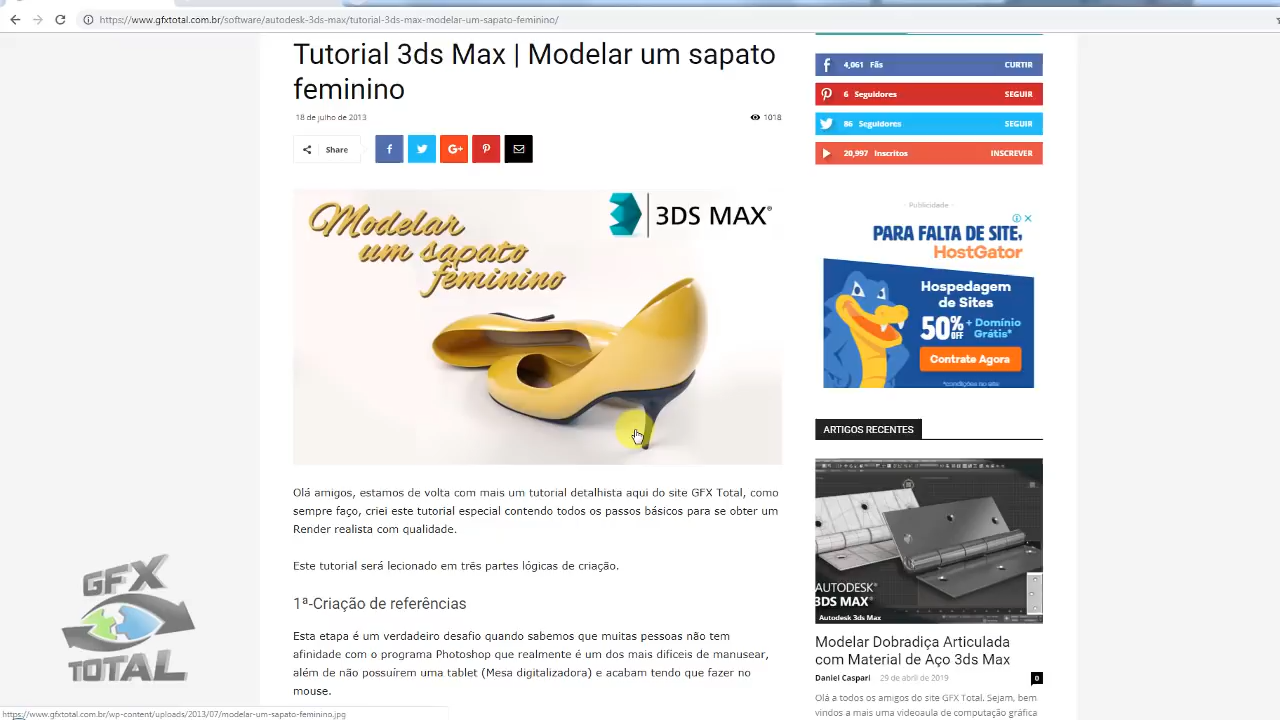 https://www.gfxtotal.com.br/software/autodesk-3ds-max/tutorial-3ds-max-modelar-um-sapato-feminino/
Tutorial 3ds Max | Modelar um sapato
feminino
18 de julho de 2013
1018
Share
Modelar
um sapato
feminino
3DS MAX®
Olá amigos, estamos de volta com mais um tutorial detalhista aqui do site GFX Total, como
sempre faço, criei este tutorial especial contendo todos os passos básicos para se obter um
Render realista com qualidade.
Este tutorial será lecionado em três partes lógicas de criação.
1ª-Criação de referências
Esta etapa é um verdadeiro desafio quando sabemos que muitas pessoas não tem
afinidade com o programa Photoshop que realmente é um dos mais difíceis de manusear,
além de não possuírem uma tablet (Mesa digitalizadora) e acabam tendo que fazer no
mouse.
4,061 Fãs CURTIR
6 Seguidores SEGUIR
86 Seguidores SEGUIR
20,997 Inscritos INSCREVER
- Publicidade -
PARA FALTA DE SITE,
HostGator
Hospedagem
de Sites
50% OFF + Domínio
Grátis*
Contrate Agora
*condições no site
ARTIGOS RECENTES
AUTODESK®
3DS MAX®
Autodesk 3ds Max
Modelar Dobradiça Articulada
com Material de Aço 3ds Max
Daniel Caspari 29 de abril de 2019 0
Olá a todos os amigos do site GFX Total. Sejam, bem
vindos a mais uma videoaula de computação gráfica
GFX
TOTAL
https://www.gfxtotal.com.br/wp-content/uploads/2013/07/modelar-um-sapato-feminino.jpg